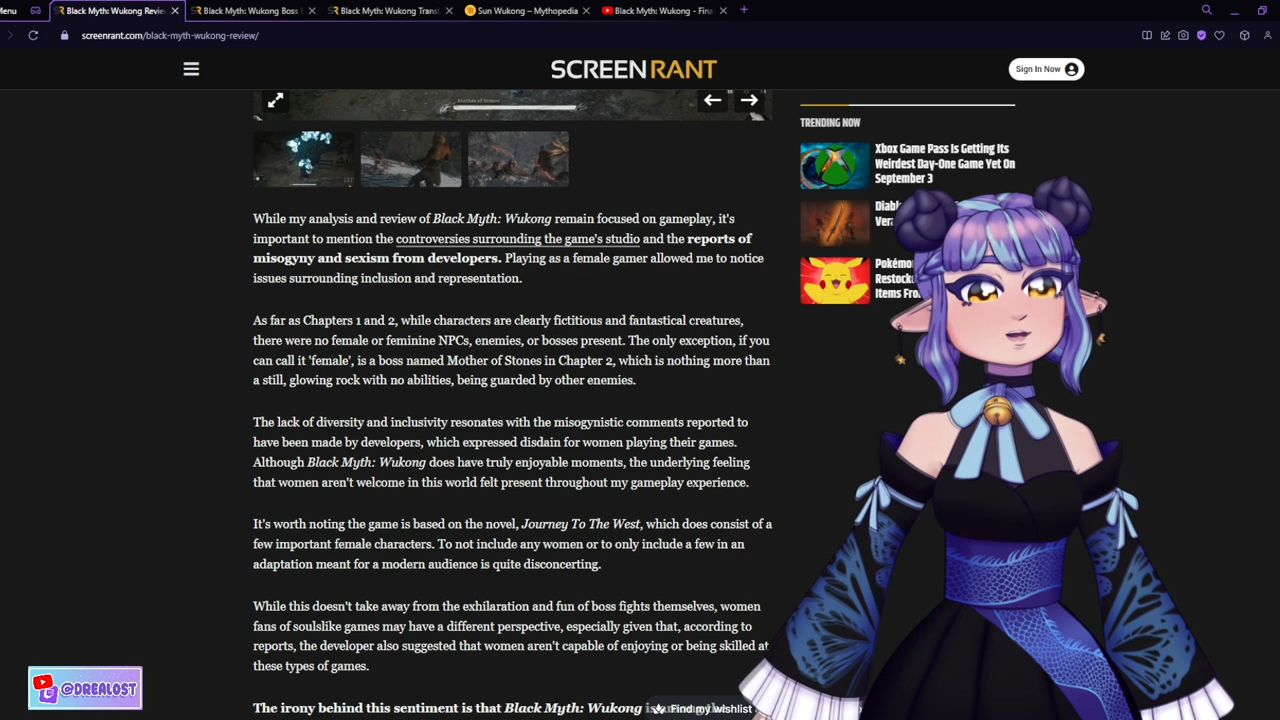 Menu
Black Myth: Wukong Revie
Black Myth: Wukong Boss
Black Myth: Wukong Transl
Sun Wukong — Mythopedia
Black Myth: Wukong - Fina
screenrant.com/black-myth-wukong-review/
SCREENRANT
Sign In Now
Mother of Stones
TRENDING NOW
Xbox Game Pass Is Getting Its
Weirdest Day-One Game Yet On
September 3
Diabl
Vera
Pokémo
Restock
Items Fro
While my analysis and review of Black Myth: Wukong remain focused on gameplay, it's
important to mention the controversies surrounding the game's studio and the reports of
misogyny and sexism from developers. Playing as a female gamer allowed me to notice
issues surrounding inclusion and representation.
As far as Chapters 1 and 2, while characters are clearly fictitious and fantastical creatures,
there were no female or feminine NPCs, enemies, or bosses present. The only exception, if you
can call it 'female', is a boss named Mother of Stones in Chapter 2, which is nothing more than
a still, glowing rock with no abilities, being guarded by other enemies.
The lack of diversity and inclusivity resonates with the misogynistic comments reported to
have been made by developers, which expressed disdain for women playing their games.
Although Black Myth: Wukong does have truly enjoyable moments, the underlying feeling
that women aren't welcome in this world felt present throughout my gameplay experience.
It's worth noting the game is based on the novel, Journey To The West, which does consist of a
few important female characters. To not include any women or to only include a few in an
adaptation meant for a modern audience is quite disconcerting.
While this doesn't take away from the exhilaration and fun of boss fights themselves, women
fans of soulslike games may have a different perspective, especially given that, according to
reports, the developer also suggested that women aren't capable of enjoying or being skilled at
these types of games.
The irony behind this sentiment is that Black Myth: Wukong
Find my wishlist
@DREALOST